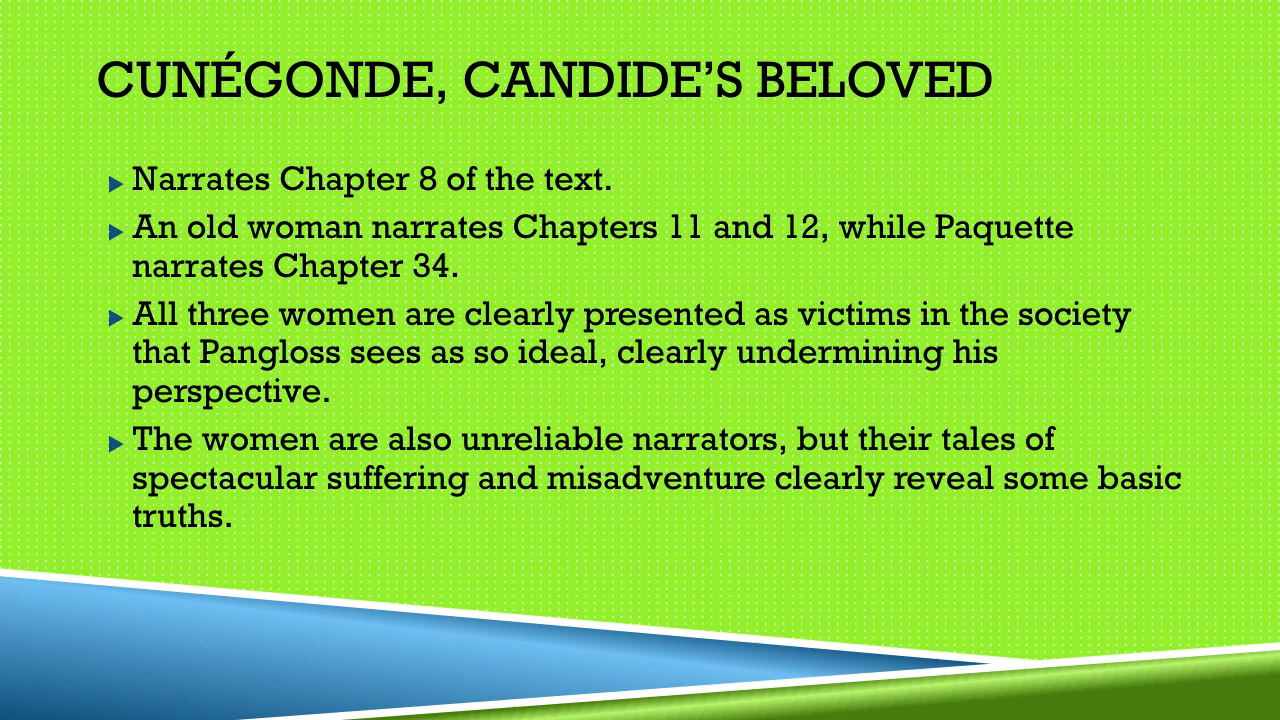 CUNÉGONDE, CANDIDE’S BELOVED
Narrates Chapter 8 of the text.
An old woman narrates Chapters 11 and 12, while Paquette
narrates Chapter 34.
All three women are clearly presented as victims in the society
that Pangloss sees as so ideal, clearly undermining his
perspective.
The women are also unreliable narrators, but their tales of
spectacular suffering and misadventure clearly reveal some basic
truths.